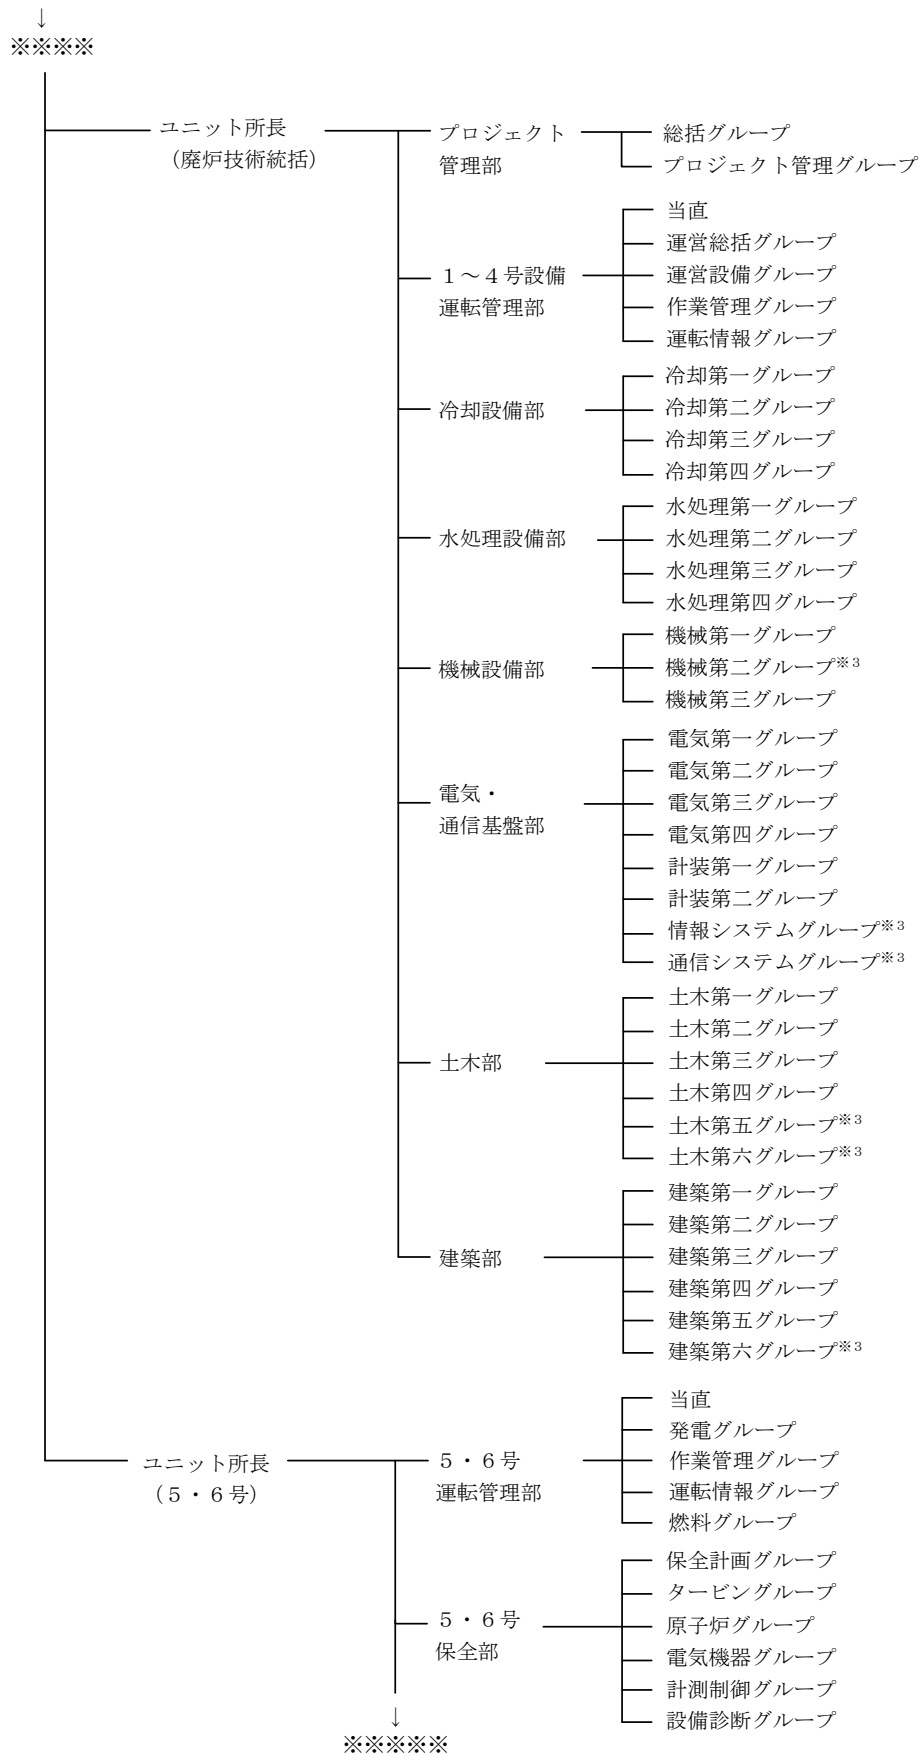 ↓
※※※※
ユニット所長
(廃炉技術統括)
プロジェクト
管理部
総括グループ
プロジェクト管理グループ
1～4号設備
運転管理部
当直
運営総括グループ
運営設備グループ
作業管理グループ
運転情報グループ
冷却設備部
冷却第一グループ
冷却第二グループ
冷却第三グループ
冷却第四グループ
水処理設備部
水処理第一グループ
水処理第二グループ
水処理第三グループ
水処理第四グループ
機械設備部
機械第一グループ
機械第二グループ※3
機械第三グループ
電気・
通信基盤部
電気第一グループ
電気第二グループ
電気第三グループ
電気第四グループ
計装第一グループ
計装第二グループ
情報システムグループ※3
通信システムグループ※3
土木部
土木第一グループ
土木第二グループ
土木第三グループ
土木第四グループ
土木第五グループ※3
土木第六グループ※3
建築部
建築第一グループ
建築第二グループ
建築第三グループ
建築第四グループ
建築第五グループ
建築第六グループ※3
ユニット所長
(5・6号)
5・6号
運転管理部
当直
発電グループ
作業管理グループ
運転情報グループ
燃料グループ
5・6号
保全部
保全計画グループ
タービングループ
原子炉グループ
電気機器グループ
計測制御グループ
設備診断グループ
↓
※※※※※